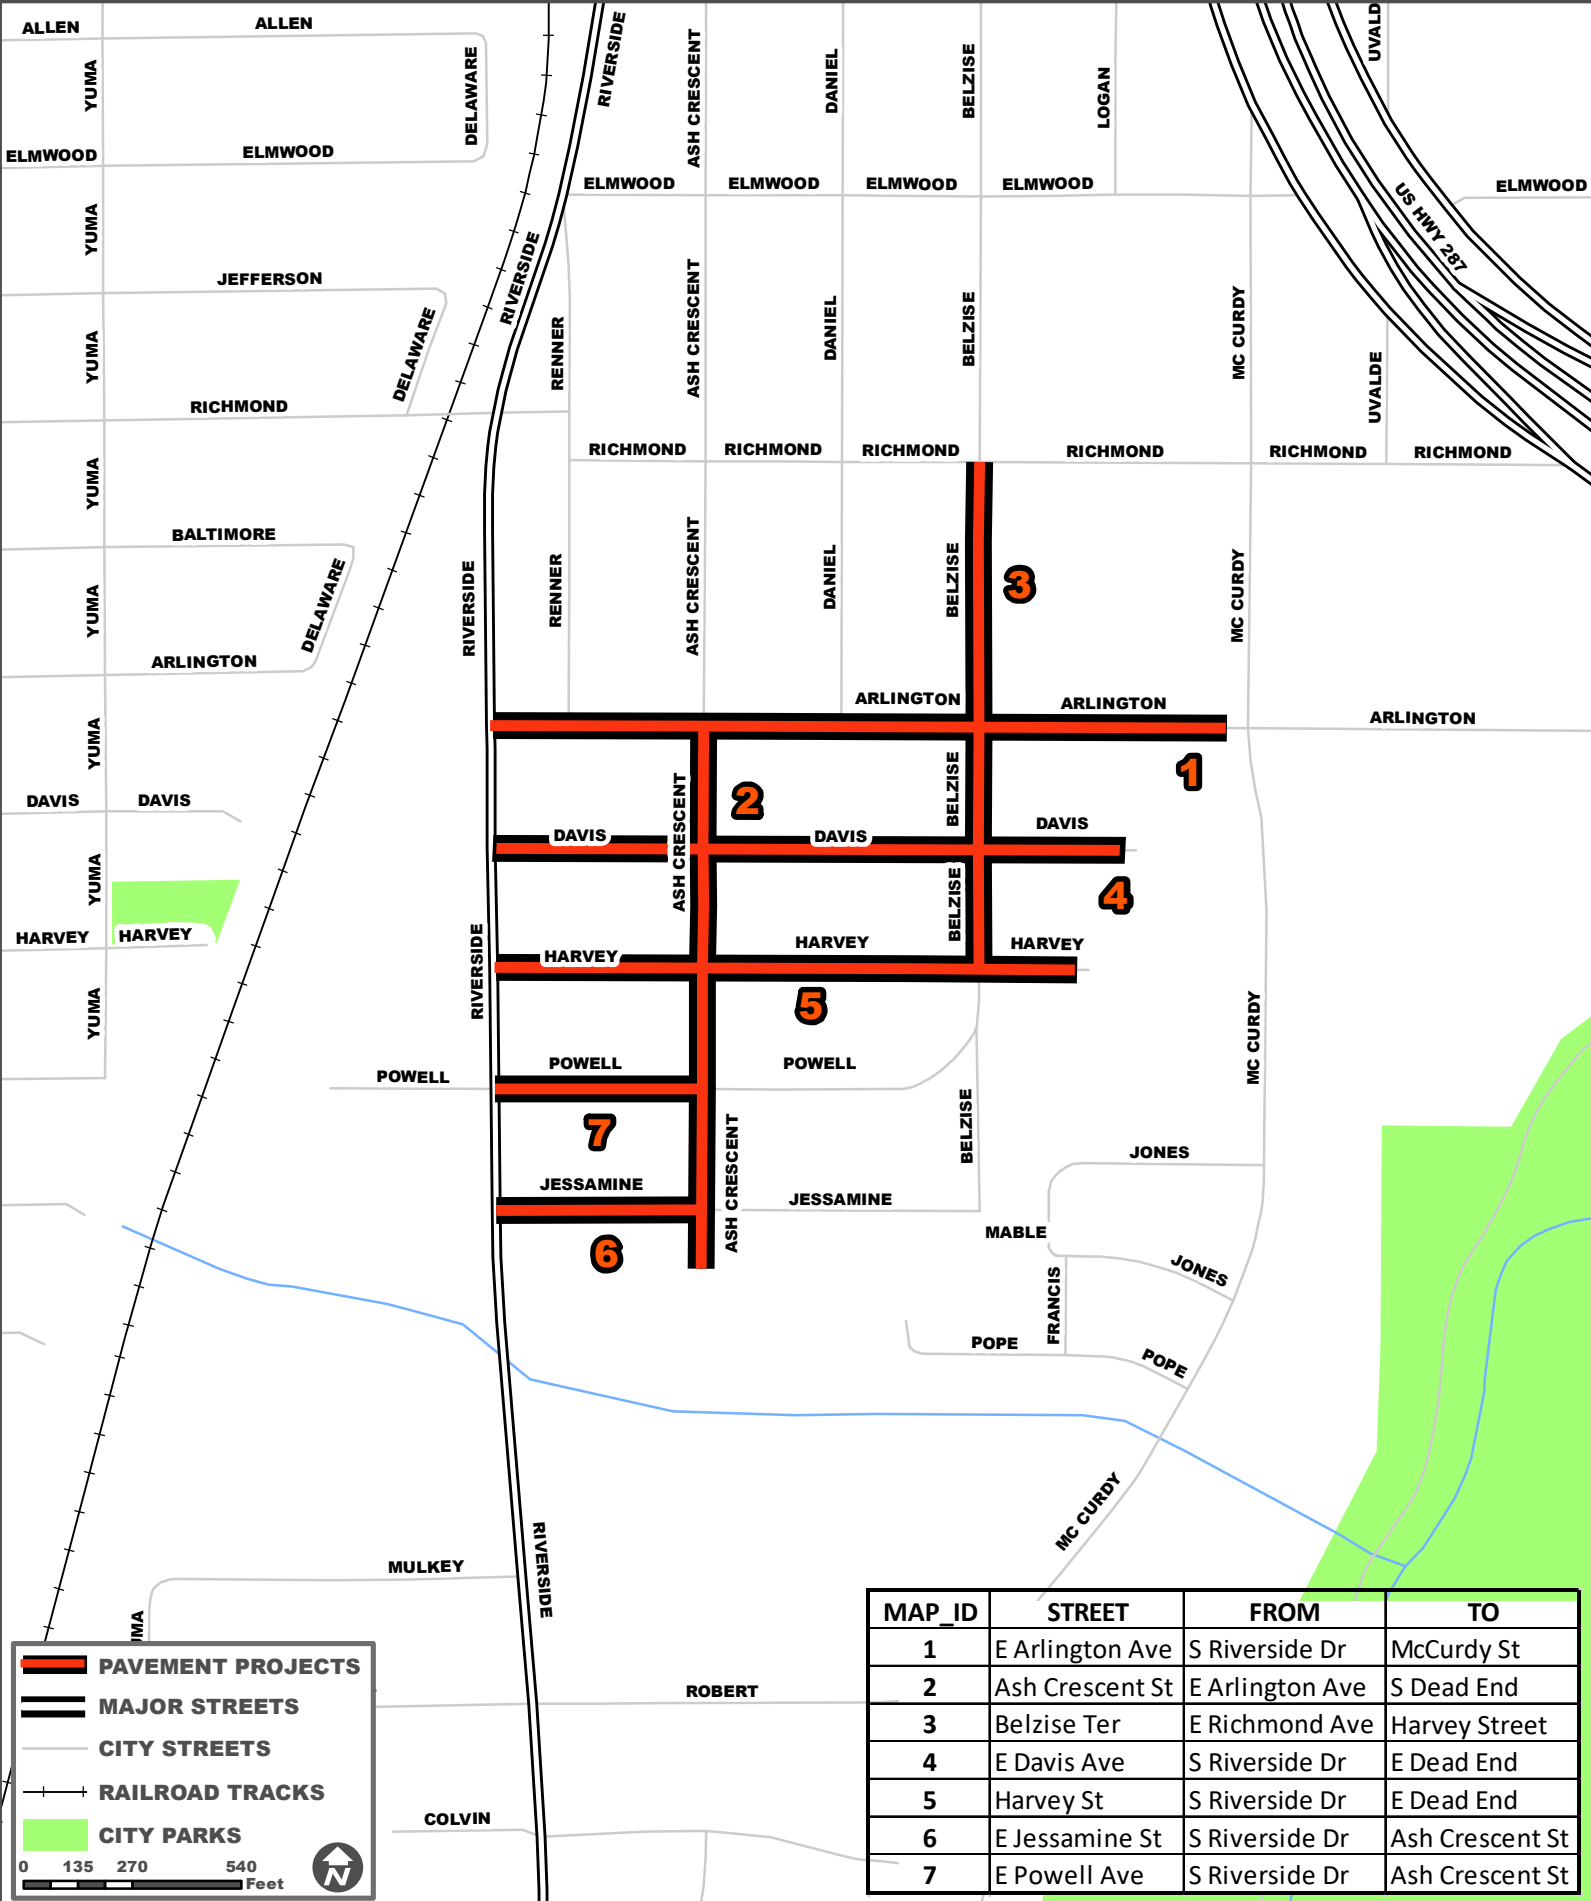 ALLEN
ALLEN
YUMA
DELAWARE
RIVERSIDE
ASH CRESCENT
DANIEL
BELZISE
LOGAN
UVALD
ELMWOOD
ELMWOOD
ELMWOOD
ELMWOOD
ELMWOOD
ELMWOOD
ELMWOOD
YUMA
US HWY 287
RIVERSIDE
JEFFERSON
DELAWARE
YUMA
RENNER
ASH CRESCENT
DANIEL
BELZISE
MC CURDY
UVALDE
RICHMOND
RICHMOND
RICHMOND
RICHMOND
RICHMOND
RICHMOND
RICHMOND
YUMA
BALTIMORE
DELAWARE
YUMA
RIVERSIDE
RENNER
ASH CRESCENT
DANIEL
BELZISE
3
MC CURDY
ARLINGTON
ARLINGTON
ARLINGTON
ARLINGTON
YUMA
1
2
ASH CRESCENT
BELZISE
DAVIS
DAVIS
DAVIS
DAVIS
DAVIS
YUMA
4
BELZISE
HARVEY
HARVEY
HARVEY
HARVEY
HARVEY
RIVERSIDE
YUMA
5
MC CURDY
POWELL
POWELL
POWELL
7
BELZISE
ASH CRESCENT
JESSAMINE
JESSAMINE
6
JONES
MABLE
JONES
FRANCIS
POPE
POPE
MC CURDY
RIVERSIDE
MULKEY
UMA
ROBERT
COLVIN
PAVEMENT PROJECTS
MAJOR STREETS
CITY STREETS
RAILROAD TRACKS
CITY PARKS
0 135 270 540
Feet
N
MAP_ID STREET FROM TO
1 E Arlington Ave S Riverside Dr McCurdy St
2 Ash Crescent St E Arlington Ave S Dead End
3 Belzise Ter E Richmond Ave Harvey Street
4 E Davis Ave S Riverside Dr E Dead End
5 Harvey St S Riverside Dr E Dead End
6 E Jessamine St S Riverside Dr Ash Crescent St
7 E Powell Ave S Riverside Dr Ash Crescent St